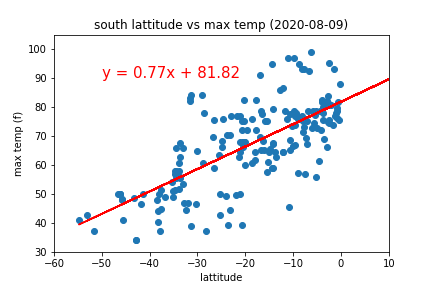 south lattitude vs max temp (2020-08-09)
y = 0.77x + 81.82
max temp (f)
100
90
80
70
60
50
40
30
−60 −50 −40 −30 −20 −10 0 10
lattitude